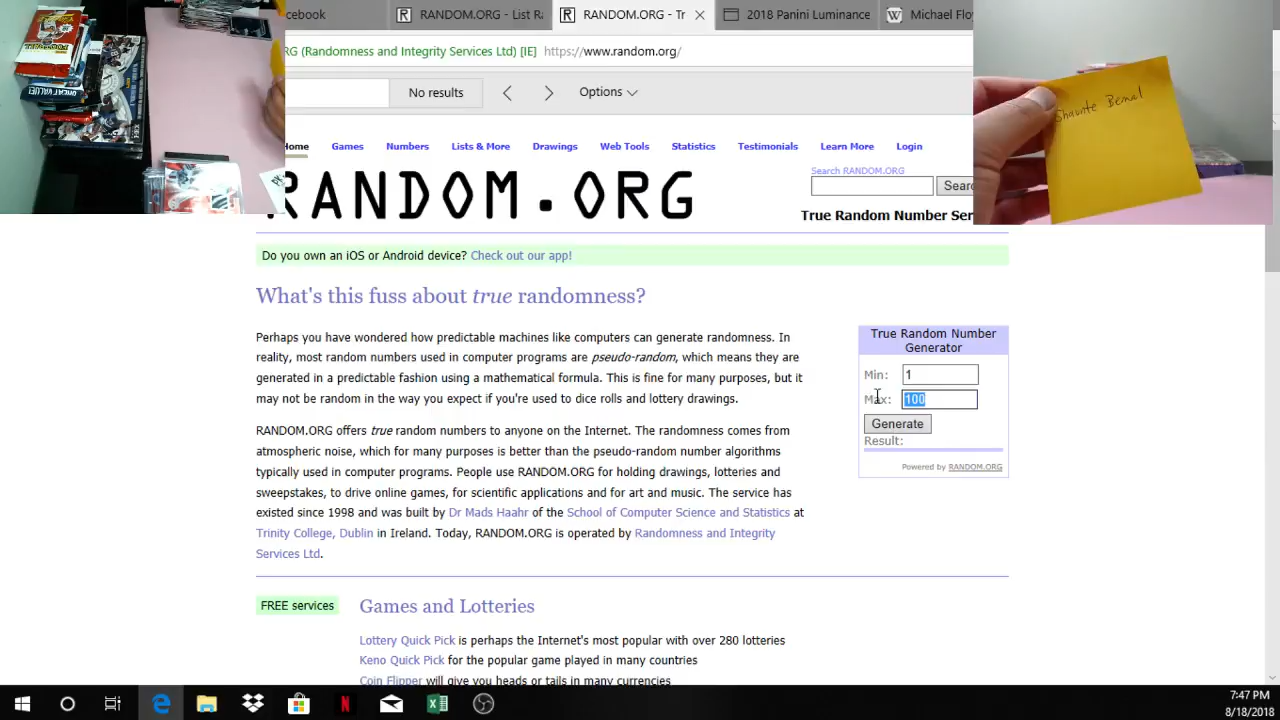 cebook
RANDOM.ORG - List Ra
RANDOM.ORG - Tr
2018 Panini Luminance
Michael Floy
RG (Randomness and Integrity Services Ltd) [IE]
https://www.random.org/
No results
Options
Shaunte Bernal
Home
Games
Numbers
Lists & More
Drawings
Web Tools
Statistics
Testimonials
Learn More
Login
RANDOM.ORG
Search RANDOM.ORG
Searc
True Random Number Ser
Do you own an iOS or Android device? Check out our app!
What's this fuss about true randomness?
Perhaps you have wondered how predictable machines like computers can generate randomness. In
reality, most random numbers used in computer programs are pseudo-random, which means they are
generated in a predictable fashion using a mathematical formula. This is fine for many purposes, but it
may not be random in the way you expect if you're used to dice rolls and lottery drawings.
RANDOM.ORG offers true random numbers to anyone on the Internet. The randomness comes from
atmospheric noise, which for many purposes is better than the pseudo-random number algorithms
typically used in computer programs. People use RANDOM.ORG for holding drawings, lotteries and
sweepstakes, to drive online games, for scientific applications and for art and music. The service has
existed since 1998 and was built by Dr Mads Haahr of the School of Computer Science and Statistics at
Trinity College, Dublin in Ireland. Today, RANDOM.ORG is operated by Randomness and Integrity
Services Ltd.
True Random Number
Generator
Min: 1
Max: 100
Generate
Result:
Powered by RANDOM.ORG
FREE services
Games and Lotteries
Lottery Quick Pick is perhaps the Internet's most popular with over 280 lotteries
Keno Quick Pick for the popular game played in many countries
Coin Flipper will give you heads or tails in many currencies
7:47 PM
8/18/2018